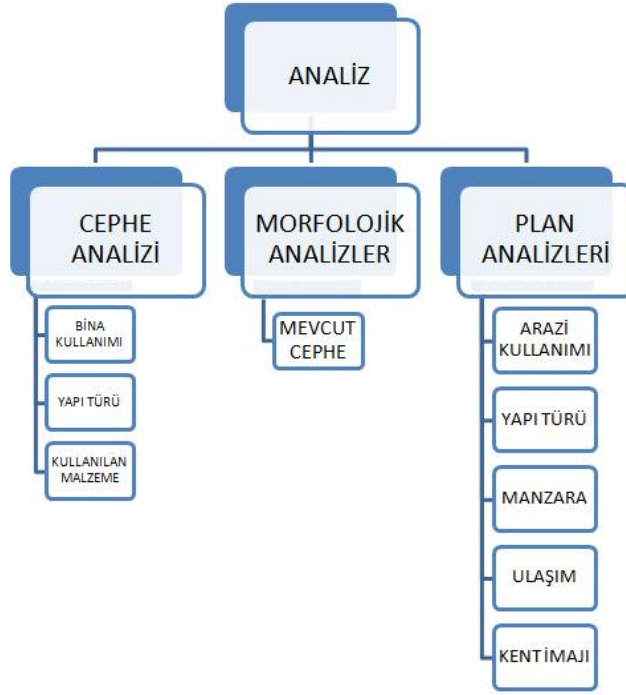 ANALİZ
CEPHE
ANALİZİ
BİNA
KULLANIMI
YAPI TÜRÜ
KULLANILAN
MALZEME
MORFOLOJİK
ANALİZLER
MEVCUT
CEPHE
PLAN
ANALİZLERİ
ARAZİ
KULLANIMI
YAPI TÜRÜ
MANZARA
ULAŞIM
KENT İMAJI